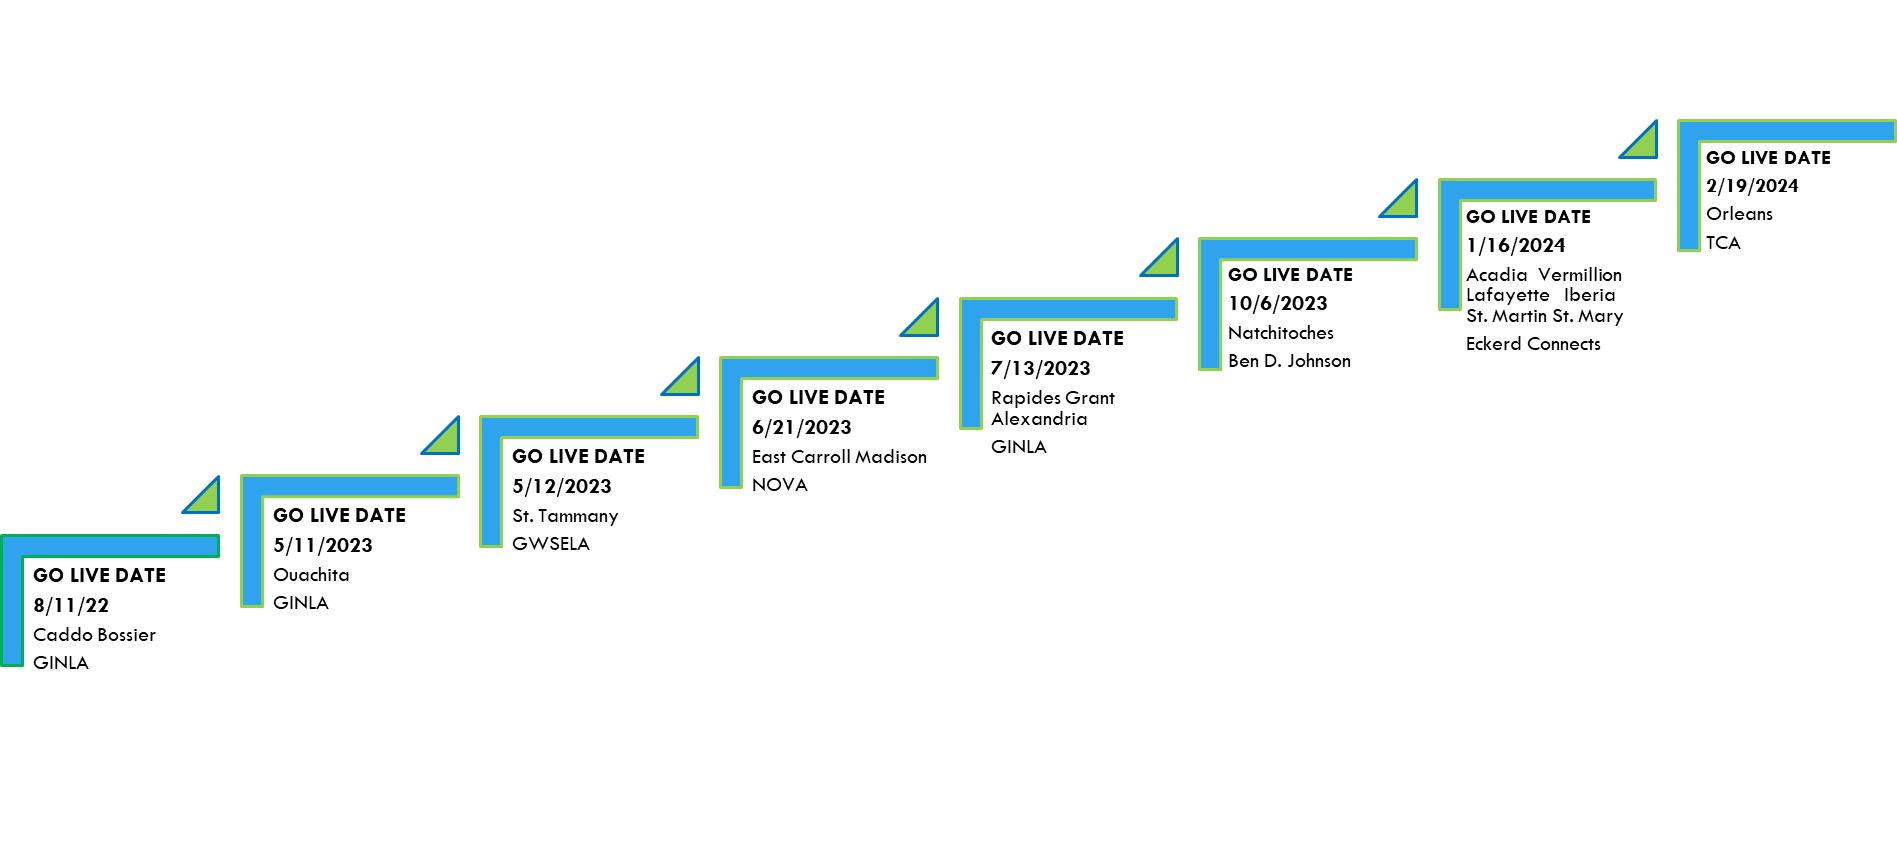 GO LIVE DATE
8/11/22
Caddo Bossier
GINLA
GO LIVE DATE
5/11/2023
Ouachita
GINLA
GO LIVE DATE
5/12/2023
St. Tammany
GWSELA
GO LIVE DATE
6/21/2023
East Carroll Madison
NOVA
GO LIVE DATE
7/13/2023
Rapides Grant
Alexandria
GINLA
GO LIVE DATE
10/6/2023
Natchitoches
Ben D. Johnson
GO LIVE DATE
1/16/2024
Acadia Vermillion
Lafayette Iberia
St. Martin St. Mary
Eckerd Connects
GO LIVE DATE
2/19/2024
Orleans
TCA